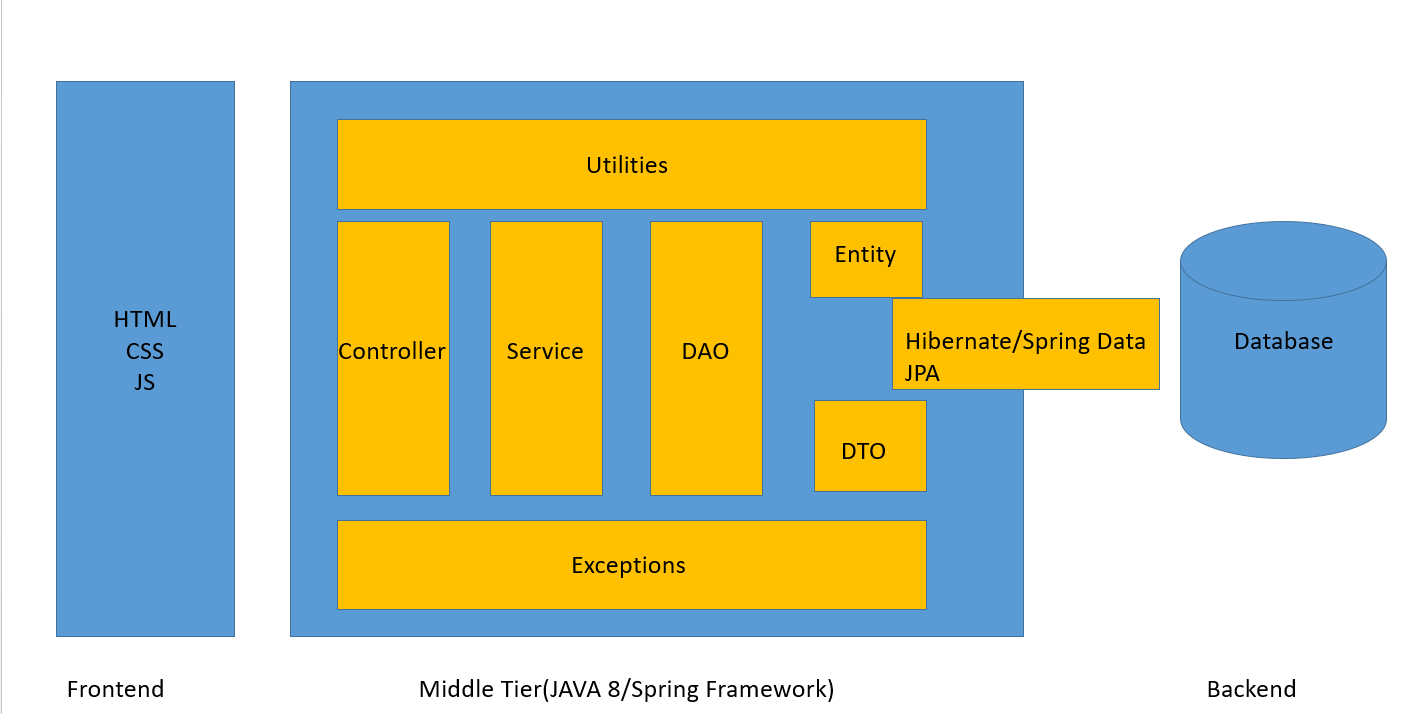 Utilities
HTML
CSS
JS
Controller
Service
DAO
Entity
Hibernate/Spring Data
JPA
DTO
Database
Exceptions
Frontend
Middle Tier(JAVA 8/Spring Framework)
Backend